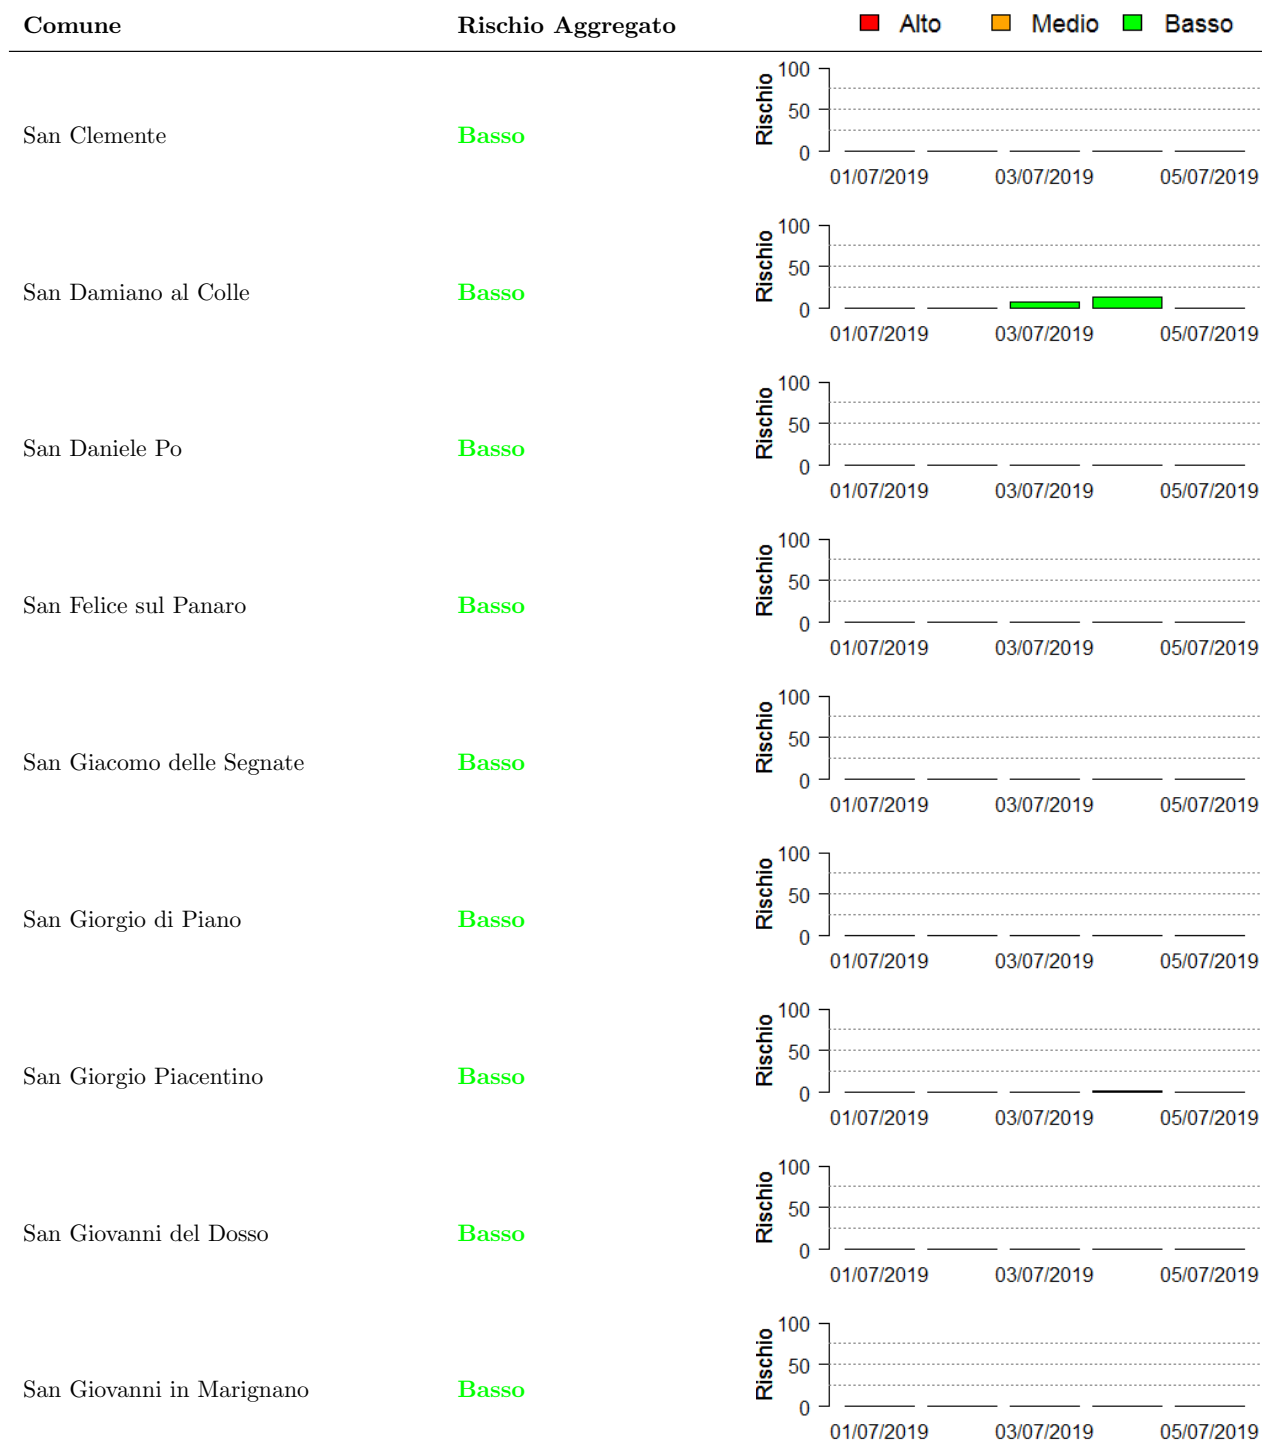 Comune Rischio Aggregato Alto Medio Basso
San Clemente Basso
Rischio
100
50
0
01/07/2019 03/07/2019 05/07/2019
San Damiano al Colle Basso
Rischio
100
50
0
01/07/2019 03/07/2019 05/07/2019
San Daniele Po Basso
Rischio
100
50
0
01/07/2019 03/07/2019 05/07/2019
San Felice sul Panaro Basso
Rischio
100
50
0
01/07/2019 03/07/2019 05/07/2019
San Giacomo delle Segnate Basso
Rischio
100
50
0
01/07/2019 03/07/2019 05/07/2019
San Giorgio di Piano Basso
Rischio
100
50
0
01/07/2019 03/07/2019 05/07/2019
San Giorgio Piacentino Basso
Rischio
100
50
0
01/07/2019 03/07/2019 05/07/2019
San Giovanni del Dosso Basso
Rischio
100
50
0
01/07/2019 03/07/2019 05/07/2019
San Giovanni in Marignano Basso
Rischio
100
50
0
01/07/2019 03/07/2019 05/07/2019